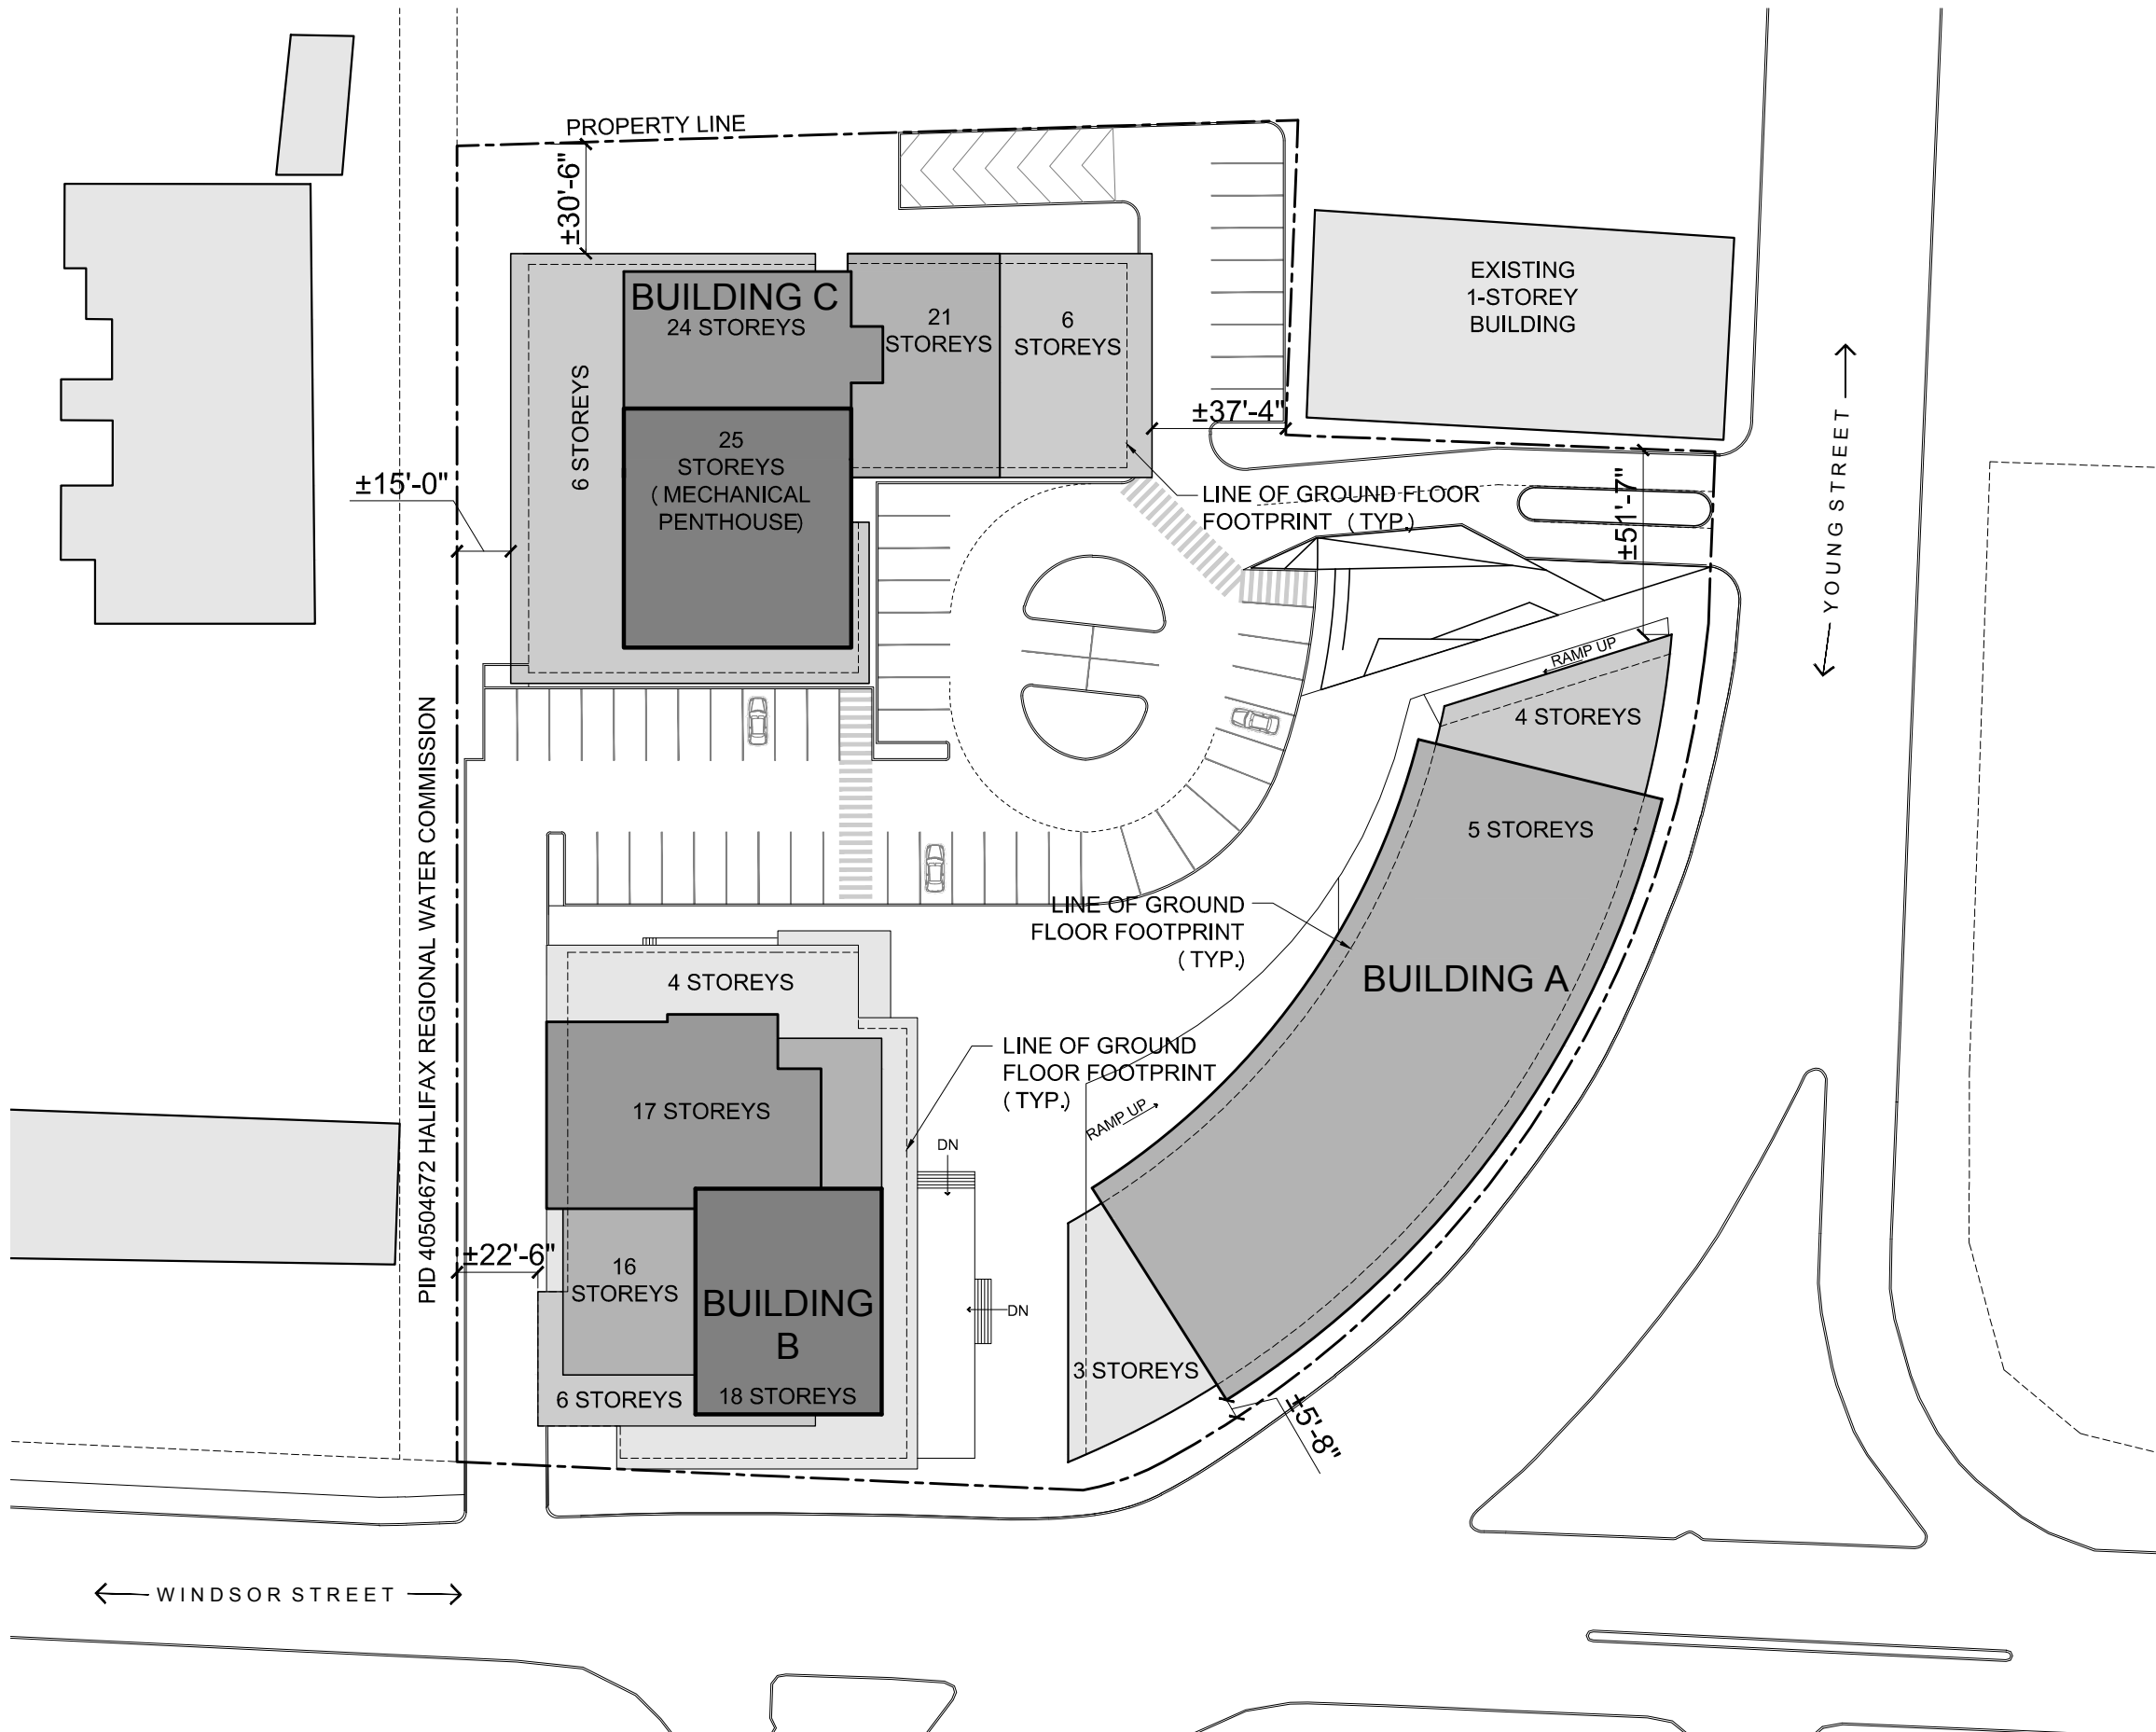 PROPERTY LINE
±30'-6"
BUILDING C
24 STOREYS
21
STOREYS
6
STOREYS
EXISTING
1-STOREY
BUILDING
6 STOREYS
25
STOREYS
( MECHANICAL
PENTHOUSE)
±37'-4"
±15'-0"
LINE OF GROUND FLOOR
FOOTPRINT ( TYP.)
±51'-7"
YOUNG STREET
RAMP UP
4 STOREYS
5 STOREYS
PID 40504672 HALIFAX REGIONAL WATER COMMISSION
LINE OF GROUND
FLOOR FOOTPRINT
( TYP.)
BUILDING A
4 STOREYS
LINE OF GROUND
FLOOR FOOTPRINT
( TYP.)
17 STOREYS
RAMP UP
DN
±22'-6"
16
STOREYS
BUILDING
B
DN
6 STOREYS
18 STOREYS
3 STOREYS
±5'-8"
WINDSOR STREET